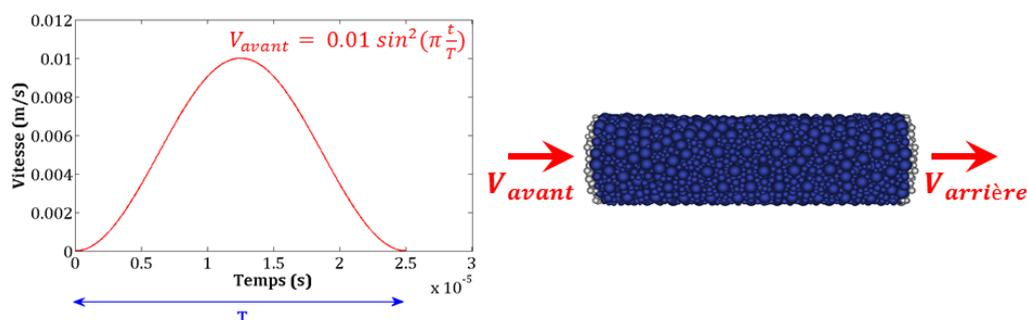 0.012
V_avant = 0.01 sin²(π t/T)
0.01
0.008
0.006
0.004
0.002
0
Vitesse (m/s)
0 0.5 1 1.5 2 2.5 3
Temps (s)
x 10⁻⁵
T
V_avant
V_arrière